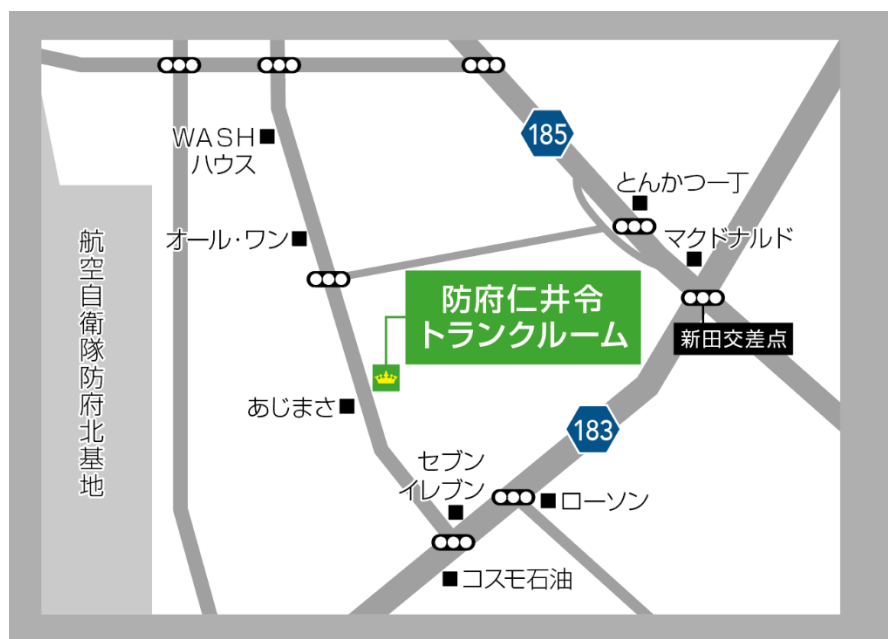 185
WASH
ハウス
とんかつ一丁
オール・ワン
マクドナルド
航空自衛隊防府北基地
防府仁井令
トランクルーム
新田交差点
あじまさ
183
セブン
イレブン
ローソン
コスモ石油